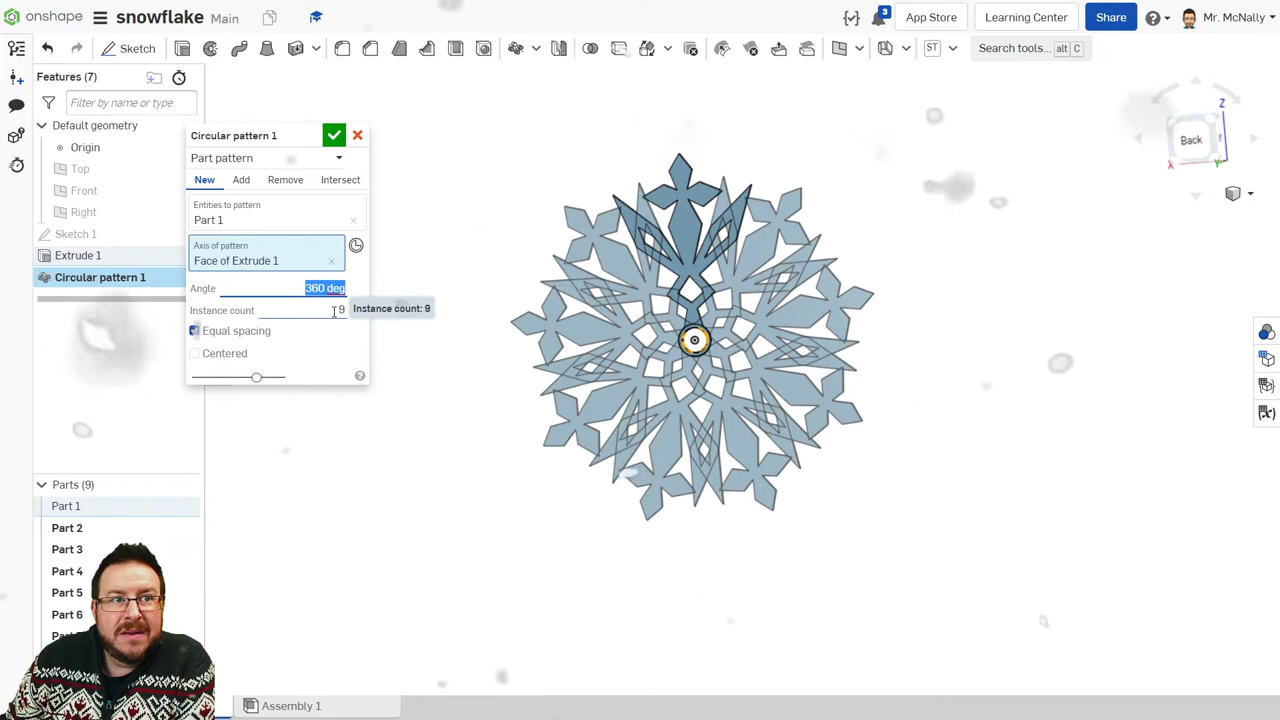 onshape
snowflake Main
3
App Store
Learning Center
Share
Mr. McNally
Sketch
ST
Search tools... alt C
Features (7)
Filter by name or type
Default geometry
Origin
Top
Front
Right
Sketch 1
Extrude 1
Circular pattern 1
Circular pattern 1
Part pattern
New Add Remove Intersect
Entities to pattern
Part 1
Axis of pattern
Face of Extrude 1
Angle 360 deg
Instance count 9
Instance count: 9
Equal spacing
Centered
Z
Back
X
Y
Parts (9)
Part 1
Part 2
Part 3
Part 4
Part 5
Part 6
Assembly 1